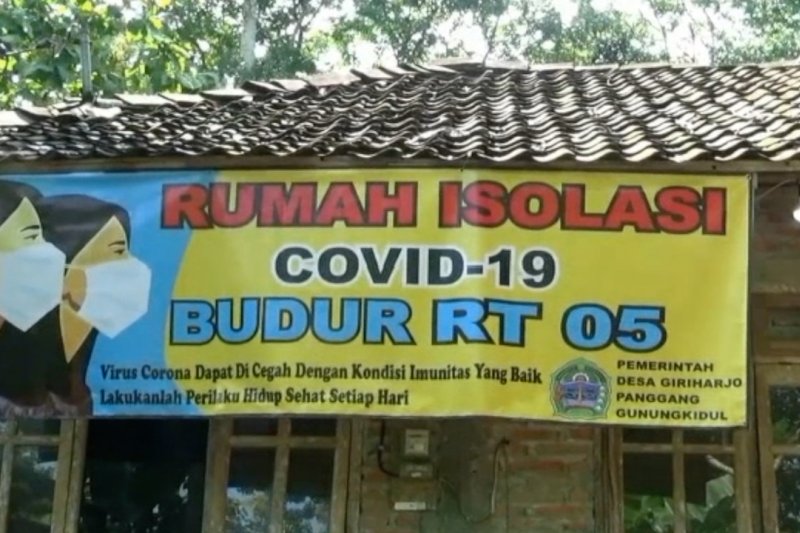 RUMAH ISOLASI
COVID-19
BUDUR RT 05
Virus Corona Dapat Di Cegah Dengan Kondisi Imunitas Yang Baik
Lakukanlah Perilaku Hidup Sehat Setiap Hari
PEMERINTAH
DESA GIRIHARJO
PANGGANG
GUNUNGKIDUL